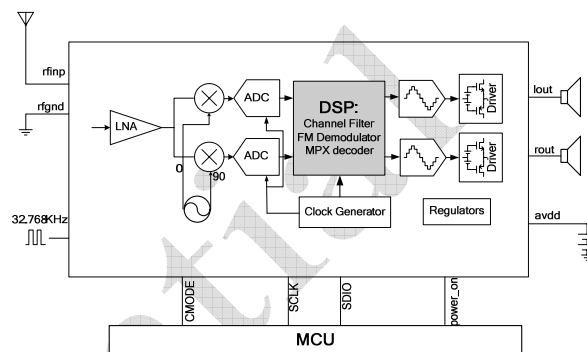 rfinp
rfgnd
LNA
0
90
ADC
ADC
DSP:
Channel Filter
FM Demodulator
MPX decoder
Driver
Driver
lout
rout
Clock Generator
Regulators
avdd
32.768KHz
CMODE
SCLK
SDIO
power_on
MCU